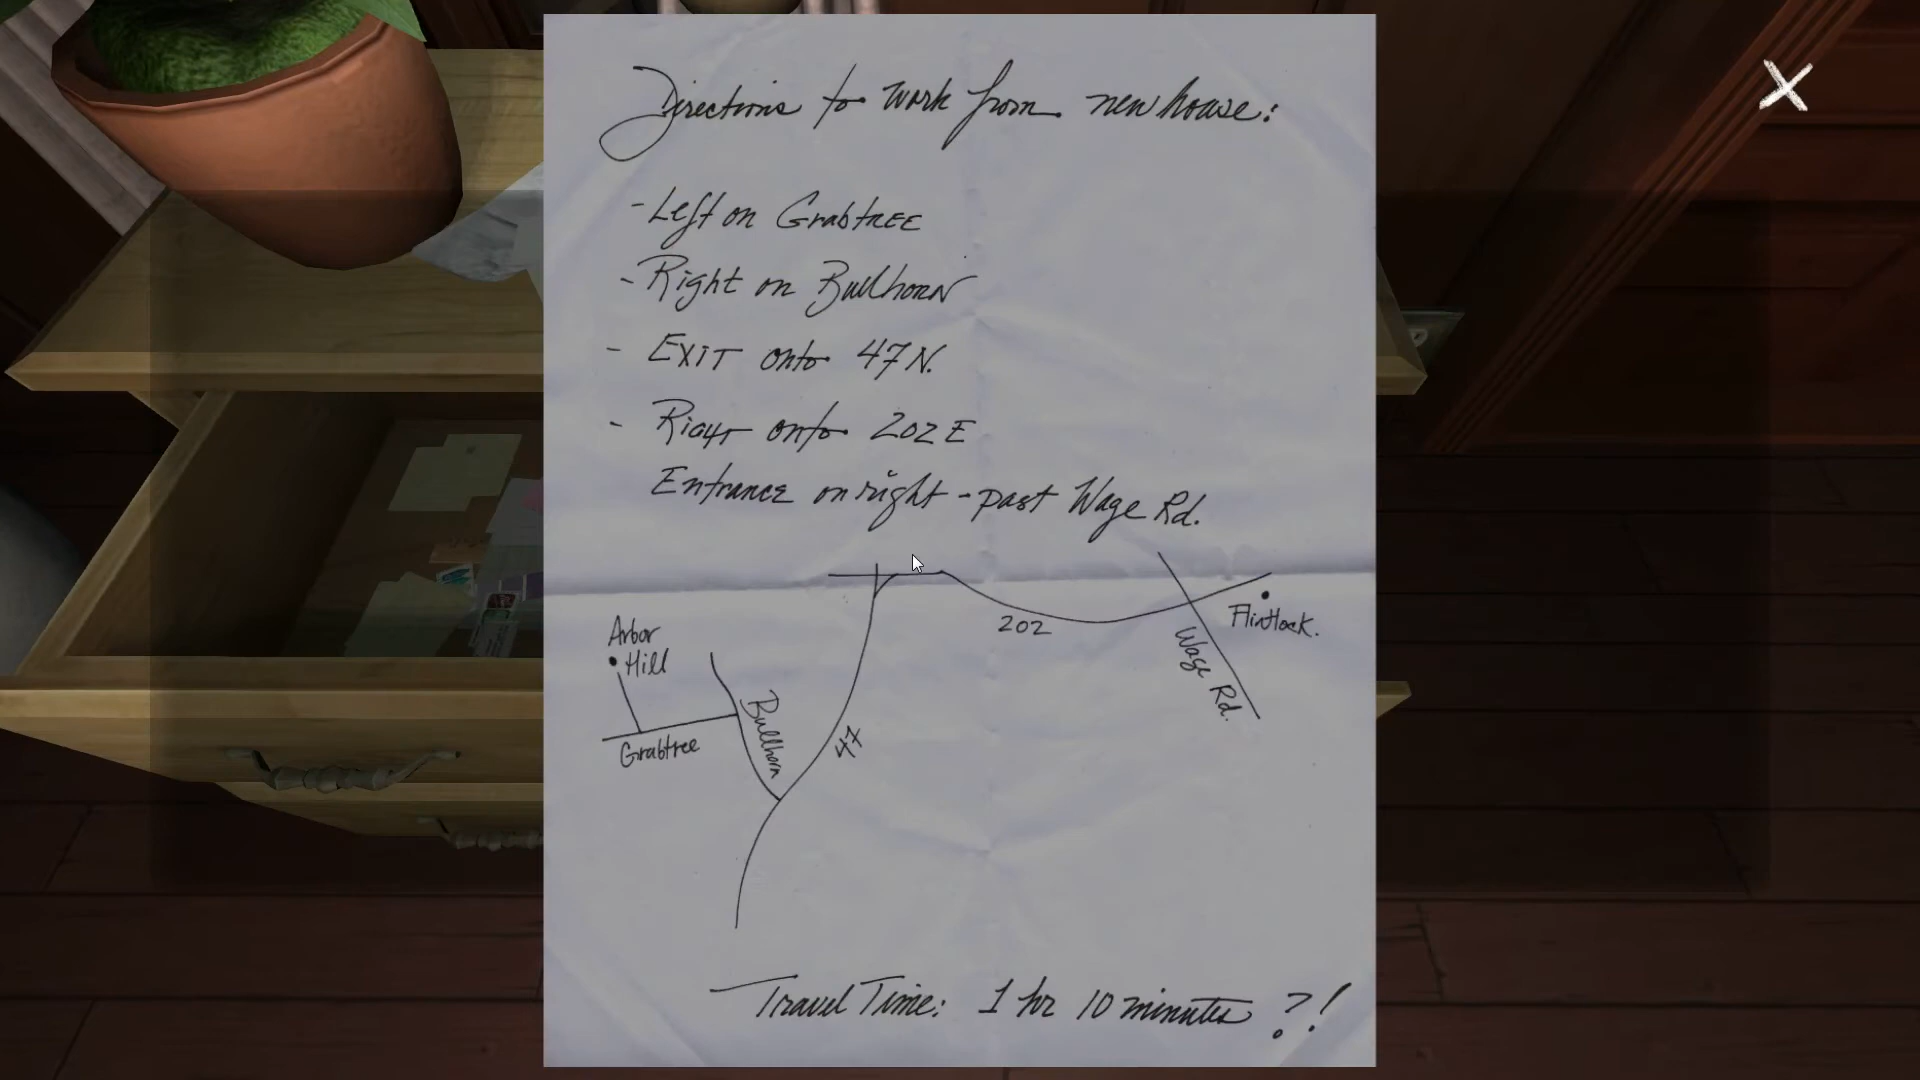 Directions to work from new house:
- Left on Grabtree
- Right on Bullhorn
- Exit onto 47 N.
- Right onto 202 E
Entrance on right - past Wage Rd.
Arbor
Hill
Grabtree
Bullhorn
47
202
Wage Rd.
Flintlock.
Travel Time: 1 hr 10 minutes ?!